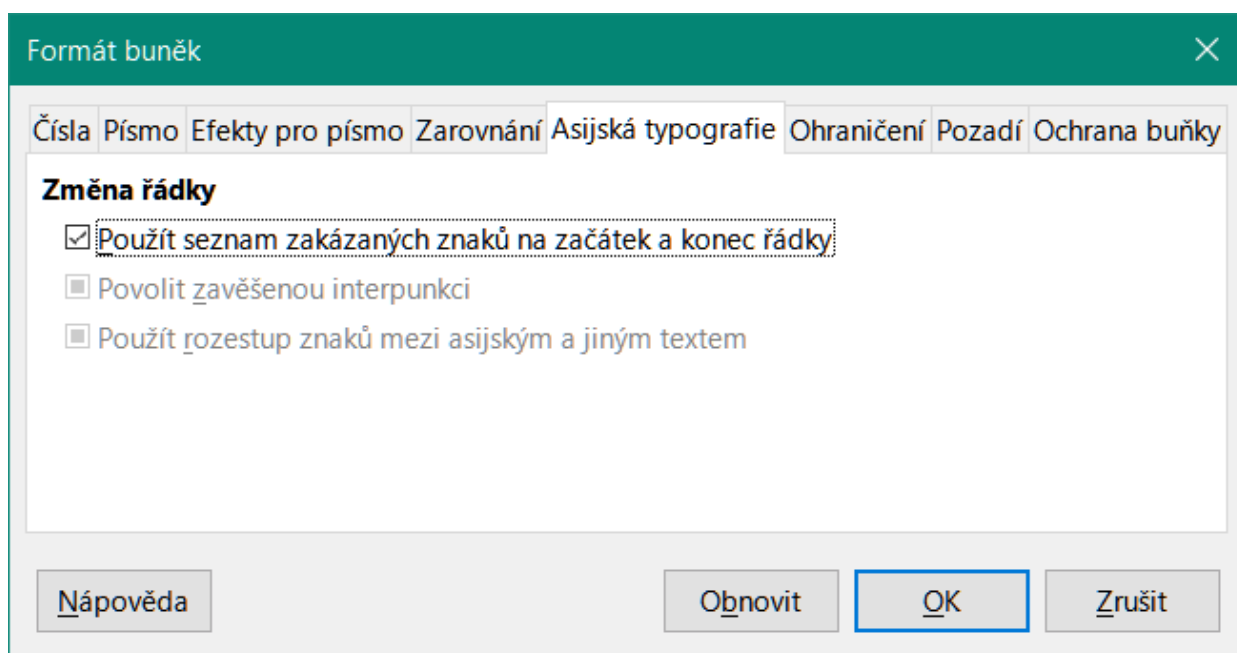 Formát buněk
Čísla Písmo Efekty pro písmo Zarovnání Asijská typografie Ohraničení Pozadí Ochrana buňky
Změna řádky
Použít seznam zakázaných znaků na začátek a konec řádky
Povolit zavěšenou interpunkci
Použít rozestup znaků mezi asijským a jiným textem
Nápověda Obnovit OK Zrušit